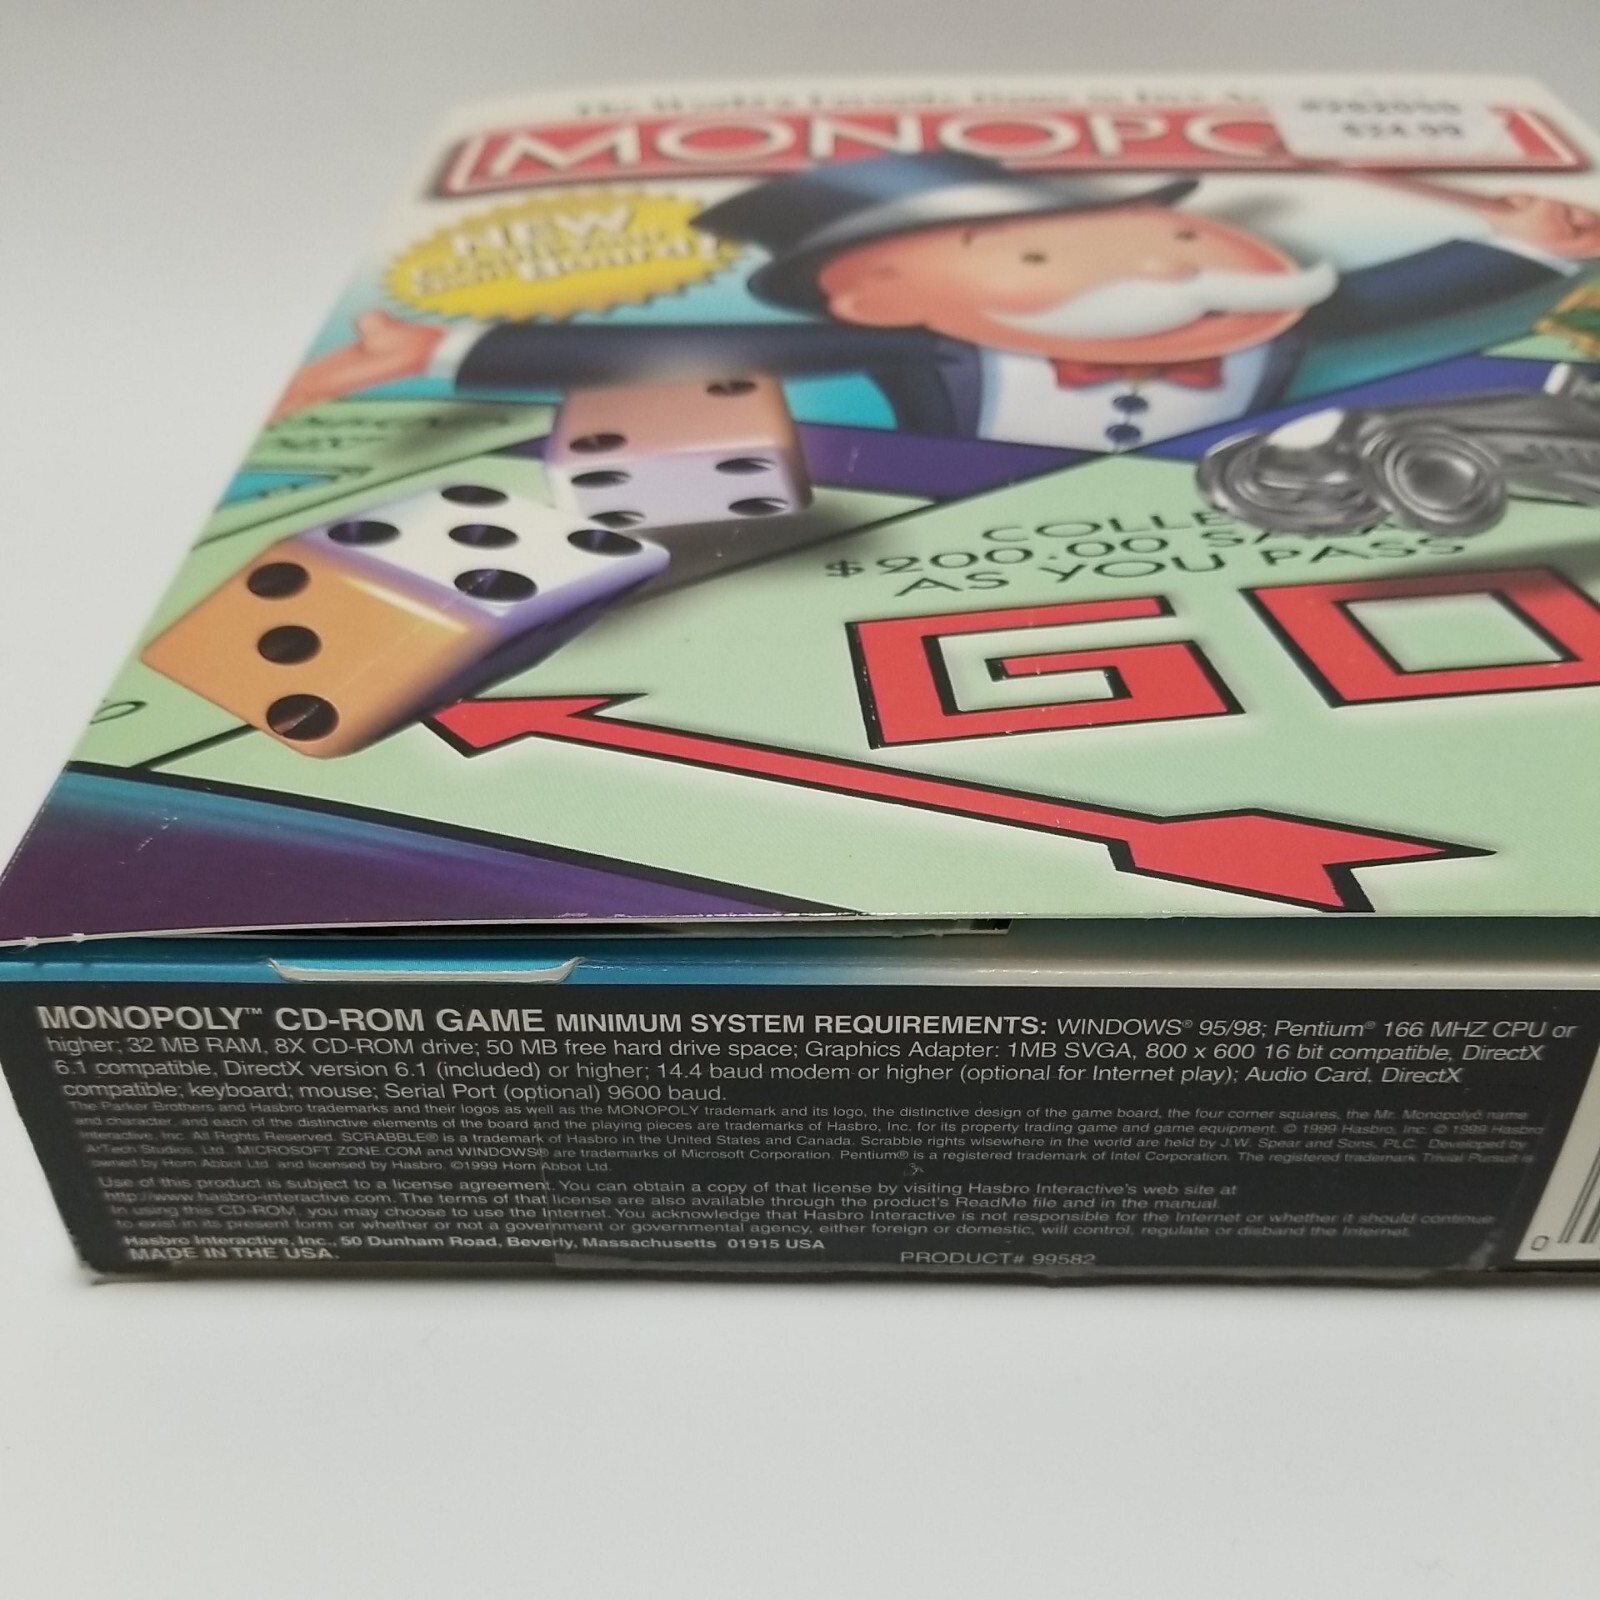 The World's Favorite Game
MONOPO
$24.99
NEW
Board!
COLLE
$200.00 SA
AS YOU PASS
GO
MONOPOLY™ CD-ROM GAME MINIMUM SYSTEM REQUIREMENTS: WINDOWS® 95/98; Pentium® 166 MHZ CPU or
higher; 32 MB RAM, 8X CD-ROM drive; 50 MB free hard drive space; Graphics Adapter: 1MB SVGA, 800 x 600 16 bit compatible, DirectX
6.1 compatible, DirectX version 6.1 (included) or higher; 14.4 baud modem or higher (optional for Internet play); Audio Card, DirectX
compatible; keyboard; mouse; Serial Port (optional) 9600 baud.
The Parker Brothers and Hasbro trademarks and their logos as well as the MONOPOLY trademark and its logo, the distinctive design of the game board, the four corner squares, the Mr. Monopolyô name
and character, and each of the distinctive elements of the board and the playing pieces are trademarks of Hasbro, Inc. for its property trading game and game equipment. © 1999 Hasbro, Inc. © 1999 Hasbro
Interactive, Inc. All Rights Reserved. SCRABBLE® is a trademark of Hasbro in the United States and Canada. Scrabble rights wlsewhere in the world are held by J.W. Spear and Sons, PLC. Developed by
ArTech Studios, Ltd. MICROSOFT ZONE.COM and WINDOWS® are trademarks of Microsoft Corporation. Pentium® is a registered trademark of Intel Corporation. The registered trademark Trivial Pursuit is
owned by Horn Abbot Ltd. and licensed by Hasbro. ©1999 Horn Abbot Ltd.
Use of this product is subject to a license agreement. You can obtain a copy of that license by visiting Hasbro Interactive's web site at
http://www.hasbro-interactive.com. The terms of that license are also available through the product's ReadMe file and in the manual.
In using this CD-ROM, you may choose to use the Internet. You acknowledge that Hasbro Interactive is not responsible for the Internet or whether it should continue
to exist in its present form or whether or not a government or governmental agency, either foreign or domestic, will control, regulate or disband the Internet.
Hasbro Interactive, Inc., 50 Dunham Road, Beverly, Massachusetts 01915 USA
MADE IN THE USA.
PRODUCT# 99582
0